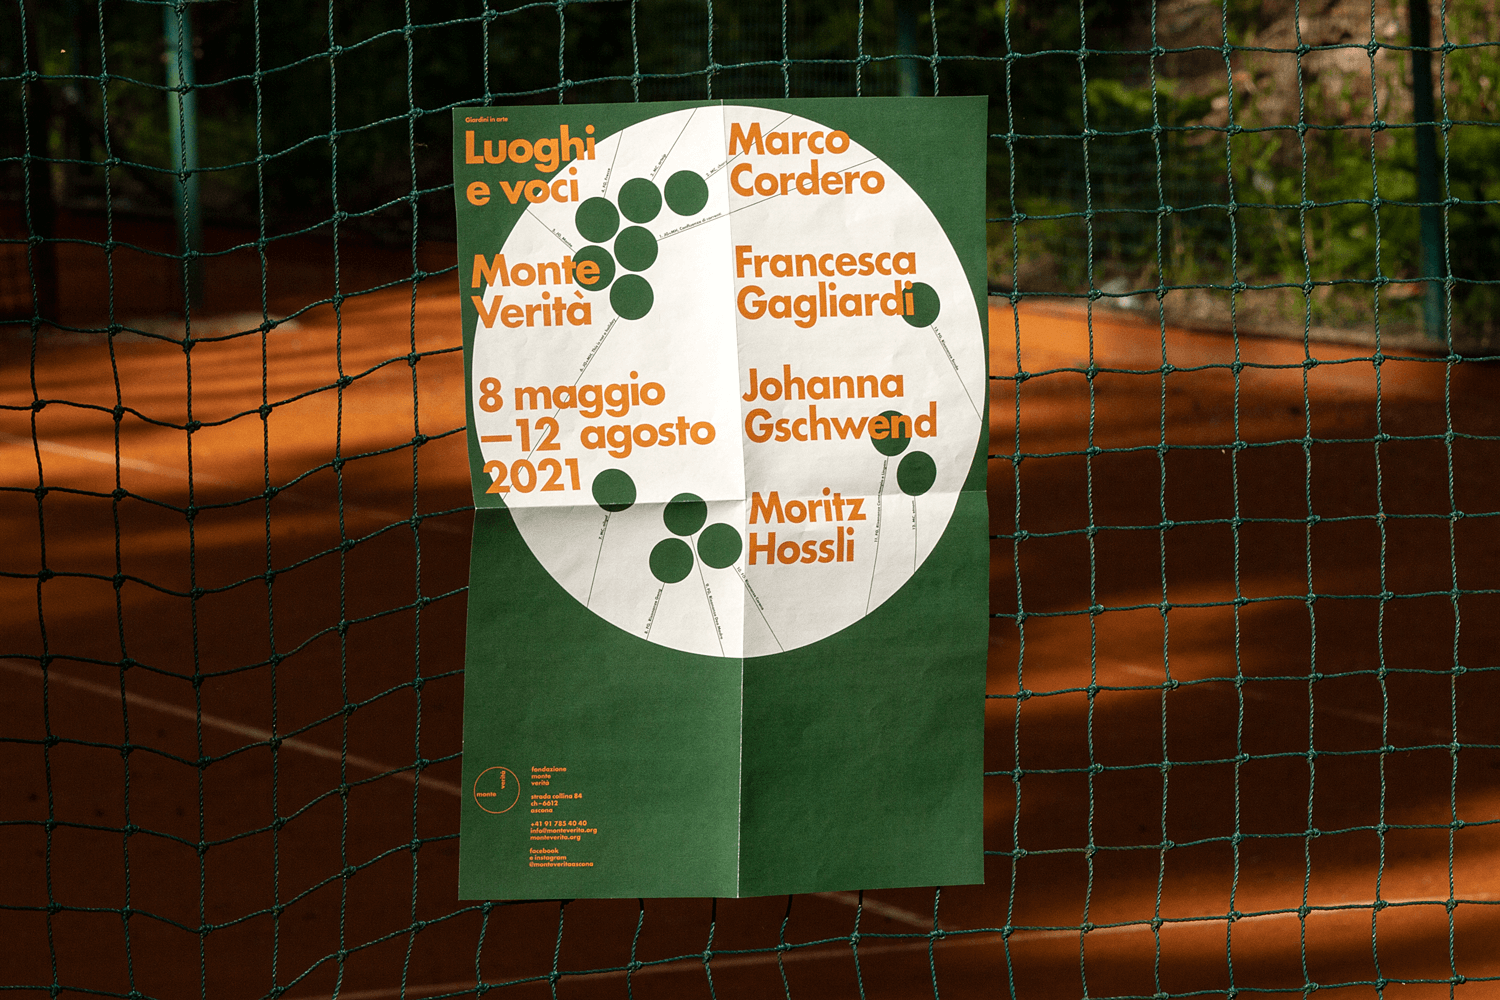 Giardini in arte
Luoghi
e voci
Monte
Verità
8 maggio
—12 agosto
2021
Marco
Cordero
Francesca
Gagliardi
Johanna
Gschwend
Moritz
Hossli
monte
verità
fondazione
monte
verità
strada collina 84
ch–6612
ascona
+41 91 785 40 40
info@monteverita.org
monteverita.org
facebook
e instagram
@monteveritaascona